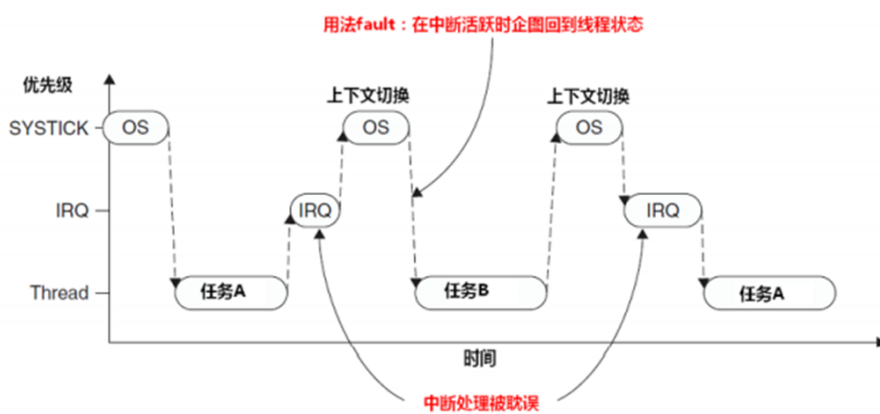 用法fault：在中断活跃时企图回到线程状态
优先级
上下文切换
上下文切换
SYSTICK
OS
OS
OS
IRQ
IRQ
IRQ
Thread
任务A
任务B
任务A
时间
中断处理被耽误